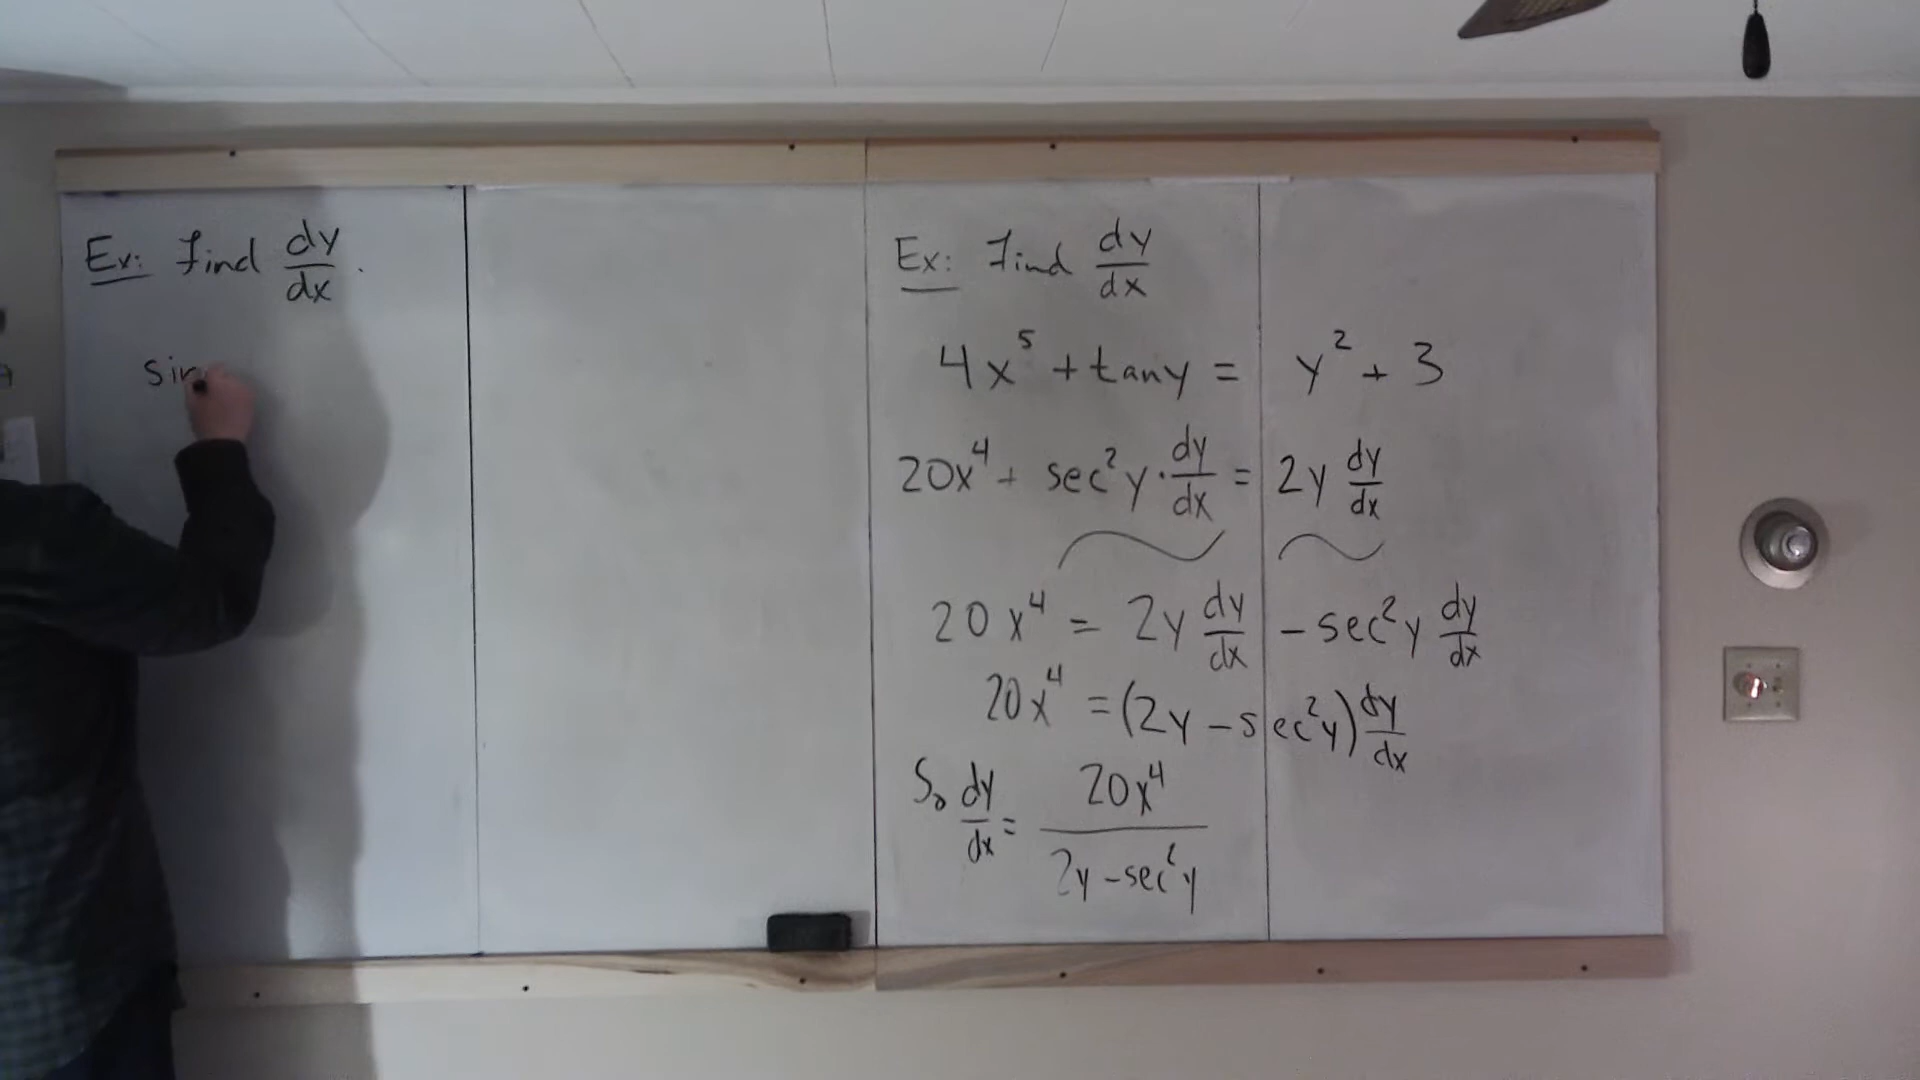 Ex: Find dy/dx.
sin
Ex: Find dy/dx
4x⁵ + tany = y² + 3
20x⁴ + sec²y · dy/dx = 2y dy/dx
20x⁴ = 2y dy/dx − sec²y dy/dx
20x⁴ = (2y − sec²y) dy/dx
So dy/dx = 20x⁴/(2y − sec²y)